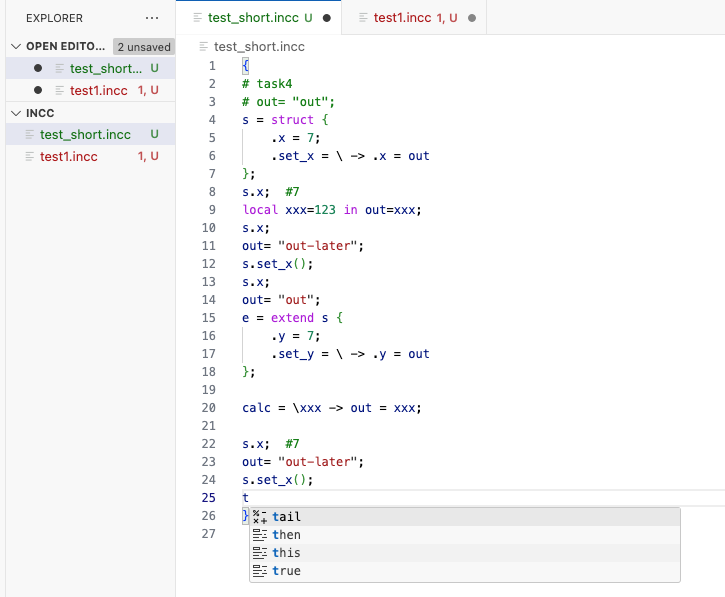 EXPLORER ...
OPEN EDITO... 2 unsaved
test_short... U
test1.incc 1, U
INCC
test_short.incc U
test1.incc 1, U
test_short.incc U
test1.incc 1, U
test_short.incc
1 {
2 # task4
3 # out= "out";
4 s = struct {
5 .x = 7;
6 .set_x = \ -> .x = out
7 };
8 s.x; #7
9 local xxx=123 in out=xxx;
10 s.x;
11 out= "out-later";
12 s.set_x();
13 s.x;
14 out= "out";
15 e = extend s {
16 .y = 7;
17 .set_y = \ -> .y = out
18 };
19
20 calc = \xxx -> out = xxx;
21
22 s.x; #7
23 out= "out-later";
24 s.set_x();
25 t
26 }
27
tail
then
this
true